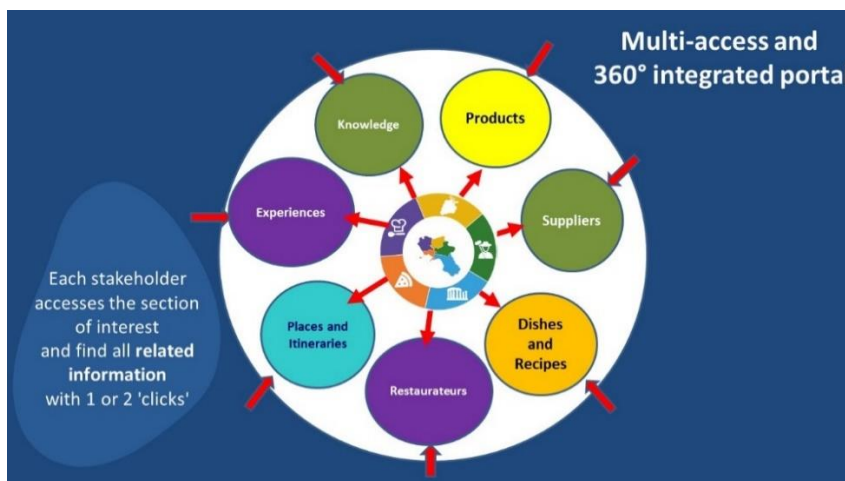 Multi-access and
360° integrated porta
Knowledge
Products
Experiences
Suppliers
Each stakeholder
accesses the section
of interest
and find all related
information
with 1 or 2 'clicks'
Places and
Itineraries
Dishes
and
Recipes
Restaurateurs